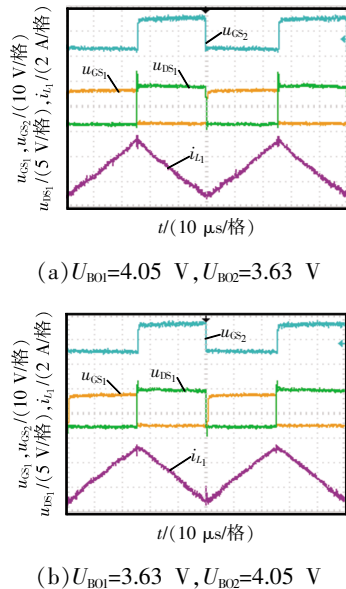 u_GS1, u_GS2/(10 V/格)
u_DS1/(5 V/格), i_L1/(2 A/格)
u_GS2
u_GS1
u_DS1
i_L1
t/(10 μs/格)
(a) U_BO1=4.05 V, U_BO2=3.63 V
u_GS1, u_GS2/(10 V/格)
u_DS1/(5 V/格), i_L1/(2 A/格)
u_GS2
u_GS1
u_DS1
i_L1
t/(10 μs/格)
(b) U_BO1=3.63 V, U_BO2=4.05 V